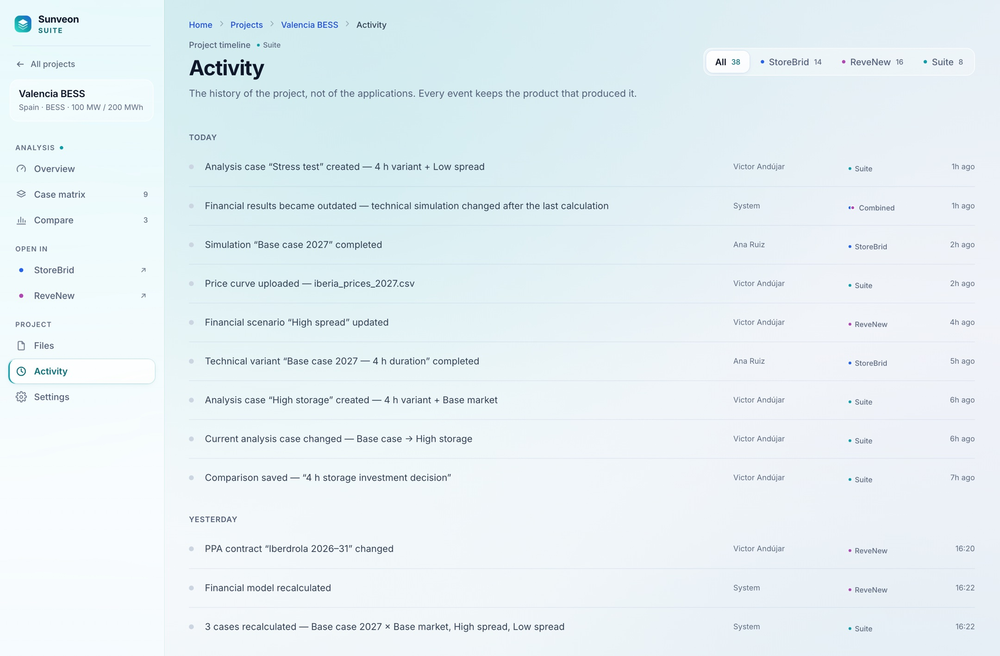 Sunveon
SUITE
All projects
Valencia BESS
Spain · BESS · 100 MW / 200 MWh
ANALYSIS
Overview
Case matrix 9
Compare 3
OPEN IN
StoreBrid
ReveNew
PROJECT
Files
Activity
Settings
Home Projects Valencia BESS Activity
Project timeline Suite
Activity
The history of the project, not of the applications. Every event keeps the product that produced it.
All 38 StoreBrid 14 ReveNew 16 Suite 8
TODAY
Analysis case “Stress test” created — 4 h variant + Low spread Victor Andújar Suite 1h ago
Financial results became outdated — technical simulation changed after the last calculation System Combined 1h ago
Simulation “Base case 2027” completed Ana Ruiz StoreBrid 2h ago
Price curve uploaded — iberia_prices_2027.csv Victor Andújar Suite 2h ago
Financial scenario “High spread” updated Victor Andújar ReveNew 4h ago
Technical variant “Base case 2027 — 4 h duration” completed Ana Ruiz StoreBrid 5h ago
Analysis case “High storage” created — 4 h variant + Base market Victor Andújar Suite 6h ago
Current analysis case changed — Base case → High storage Victor Andújar Suite 6h ago
Comparison saved — “4 h storage investment decision” Victor Andújar Suite 7h ago
YESTERDAY
PPA contract “Iberdrola 2026–31” changed Victor Andújar ReveNew 16:20
Financial model recalculated System ReveNew 16:22
3 cases recalculated — Base case 2027 × Base market, High spread, Low spread System Suite 16:22